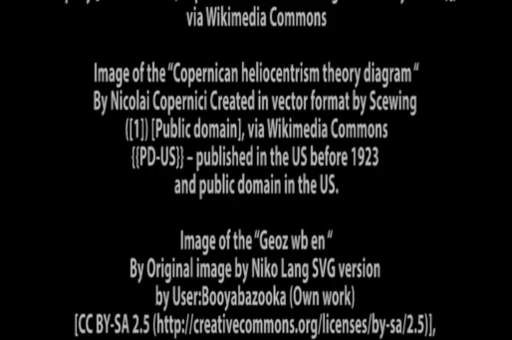 via Wikimedia Commons
Image of the “Copernican heliocentrism theory diagram“
By Nicolai Copernici Created in vector format by Scewing
([1]) [Public domain], via Wikimedia Commons
{{PD-US}} – published in the US before 1923
and public domain in the US.
Image of the “Geoz wb en“
By Original image by Niko Lang SVG version
by User:Booyabazooka (Own work)
[CC BY-SA 2.5 (http://creativecommons.org/licenses/by-sa/2.5)],